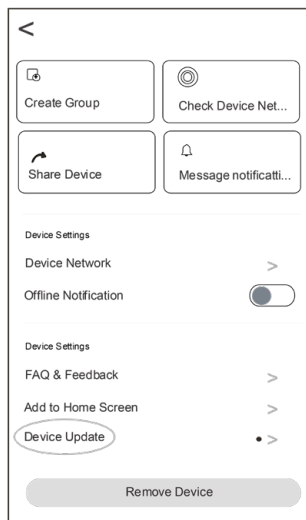 <
Create Group
Check Device Net...
Share Device
Message notificatti...
Device Settings
Device Network >
Offline Notification
Device Settings
FAQ & Feedback >
Add to Home Screen >
Device Update • >
Remove Device